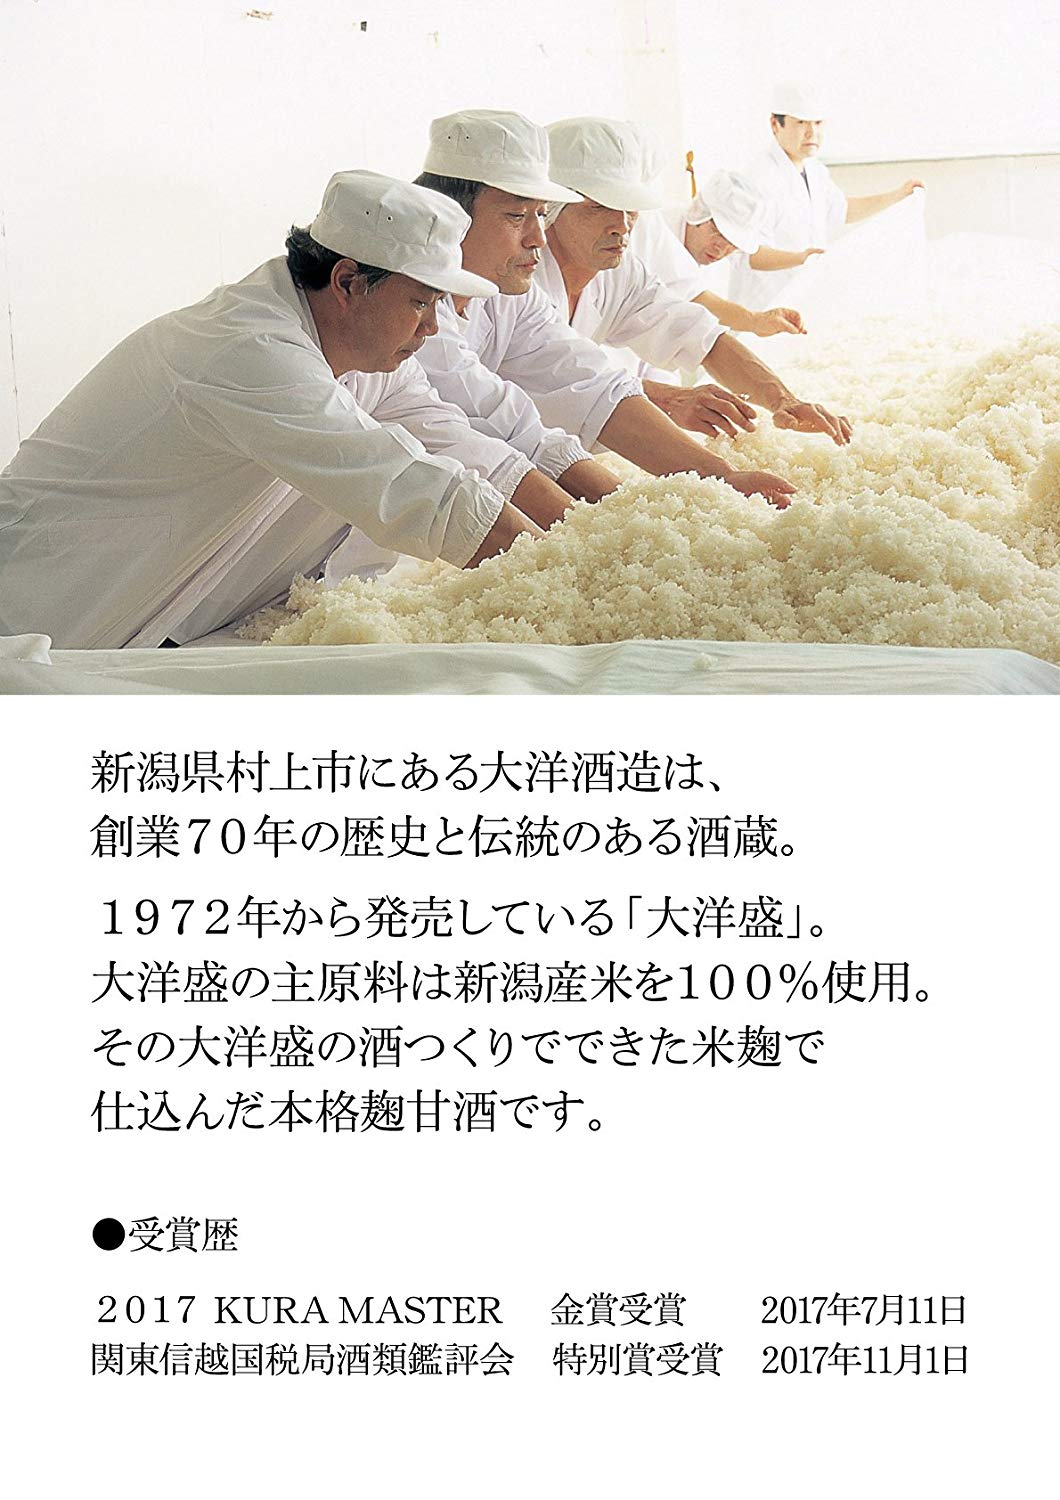 新潟県村上市にある大洋酒造は、
創業７０年の歴史と伝統のある酒蔵。
１９７２年から発売している「大洋盛」。
大洋盛の主原料は新潟産米を１００％使用。
その大洋盛の酒つくりでできた米麹で
仕込んだ本格麹甘酒です。
●受賞歴
２０１７ KURA MASTER 金賞受賞 2017年7月11日
関東信越国税局酒類鑑評会 特別賞受賞 2017年11月1日